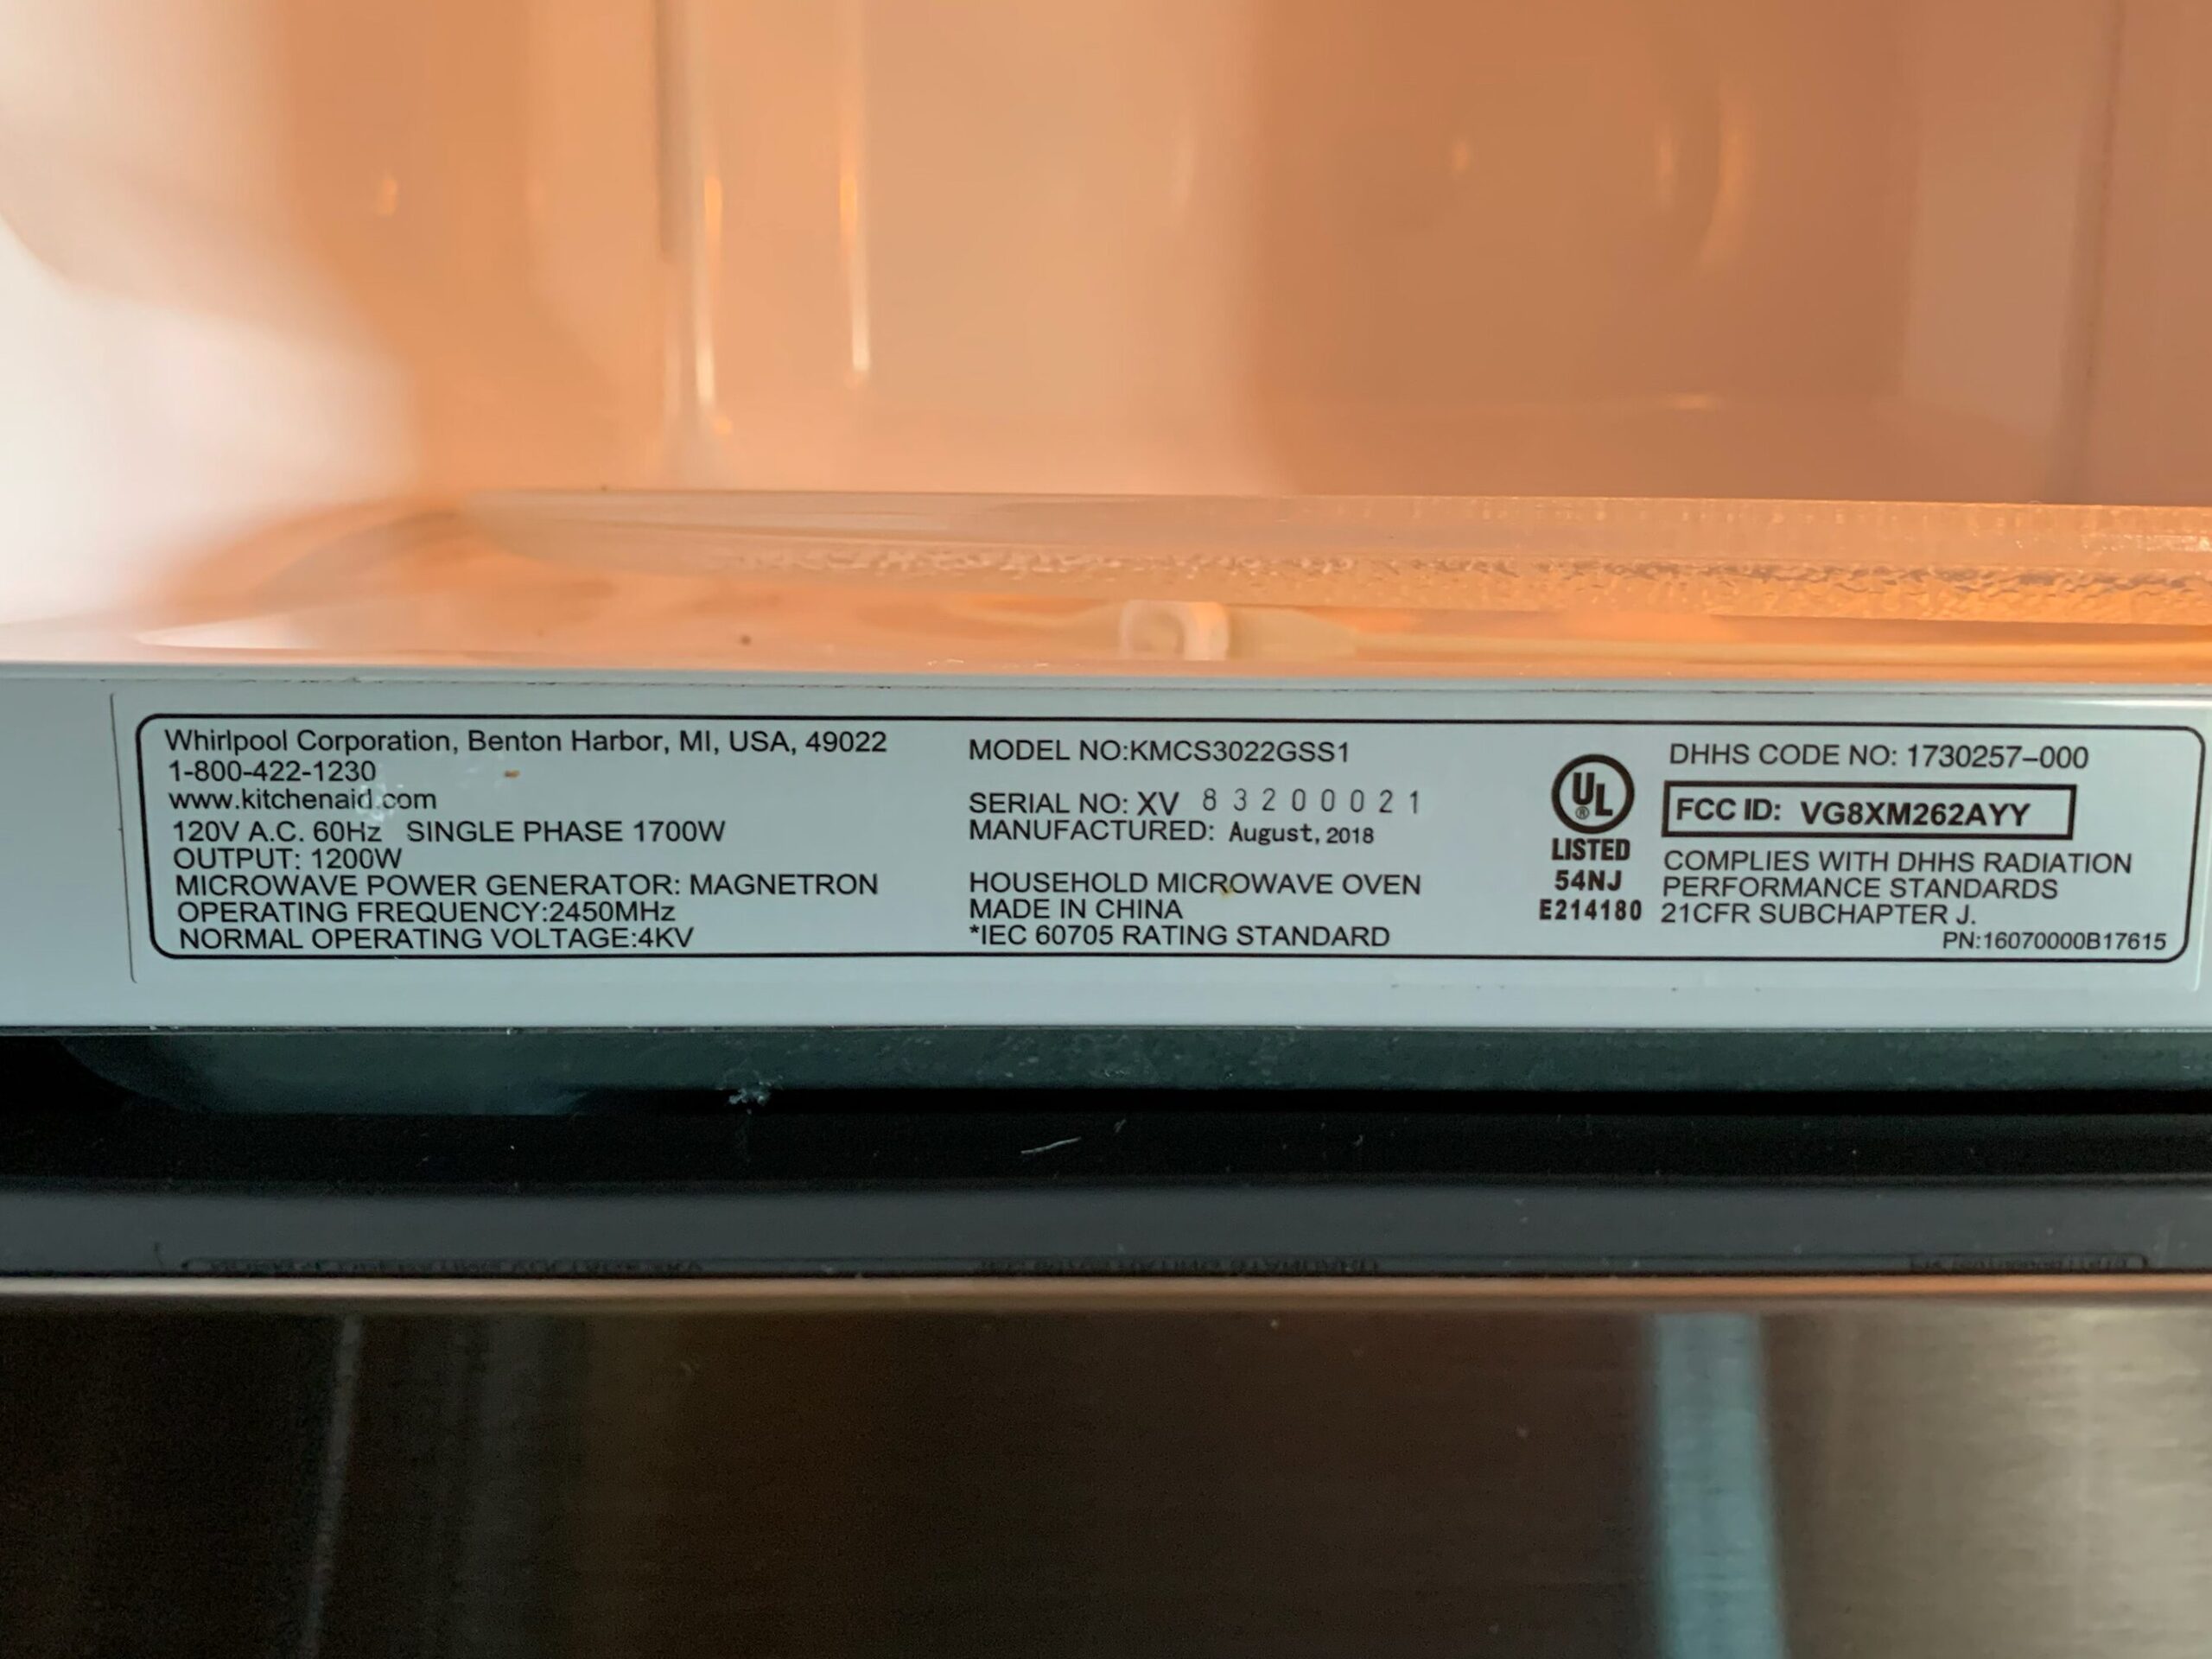 Whirlpool Corporation, Benton Harbor, MI, USA, 49022
1-800-422-1230
www.kitchenaid.com
120V A.C. 60Hz SINGLE PHASE 1700W
OUTPUT: 1200W
MICROWAVE POWER GENERATOR: MAGNETRON
OPERATING FREQUENCY:2450MHz
NORMAL OPERATING VOLTAGE:4KV
MODEL NO:KMCS3022GSS1
SERIAL NO: XV 83200021
MANUFACTURED: August, 2018
HOUSEHOLD MICROWAVE OVEN
MADE IN CHINA
*IEC 60705 RATING STANDARD
UL ®
LISTED
54NJ
E214180
DHHS CODE NO: 1730257-000
FCC ID: VG8XM262AYY
COMPLIES WITH DHHS RADIATION
PERFORMANCE STANDARDS
21CFR SUBCHAPTER J.
PN:16070000B17615